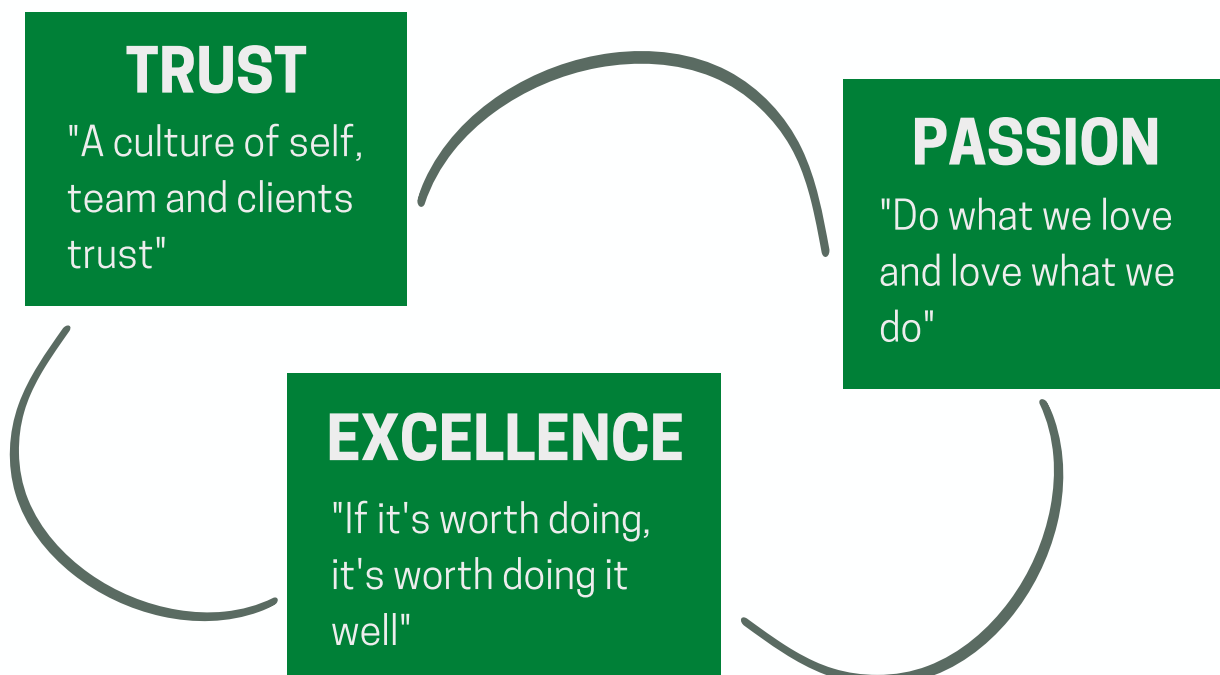 TRUST
"A culture of self,
team and clients
trust"
PASSION
"Do what we love
and love what we
do"
EXCELLENCE
"If it's worth doing,
it's worth doing it
well"